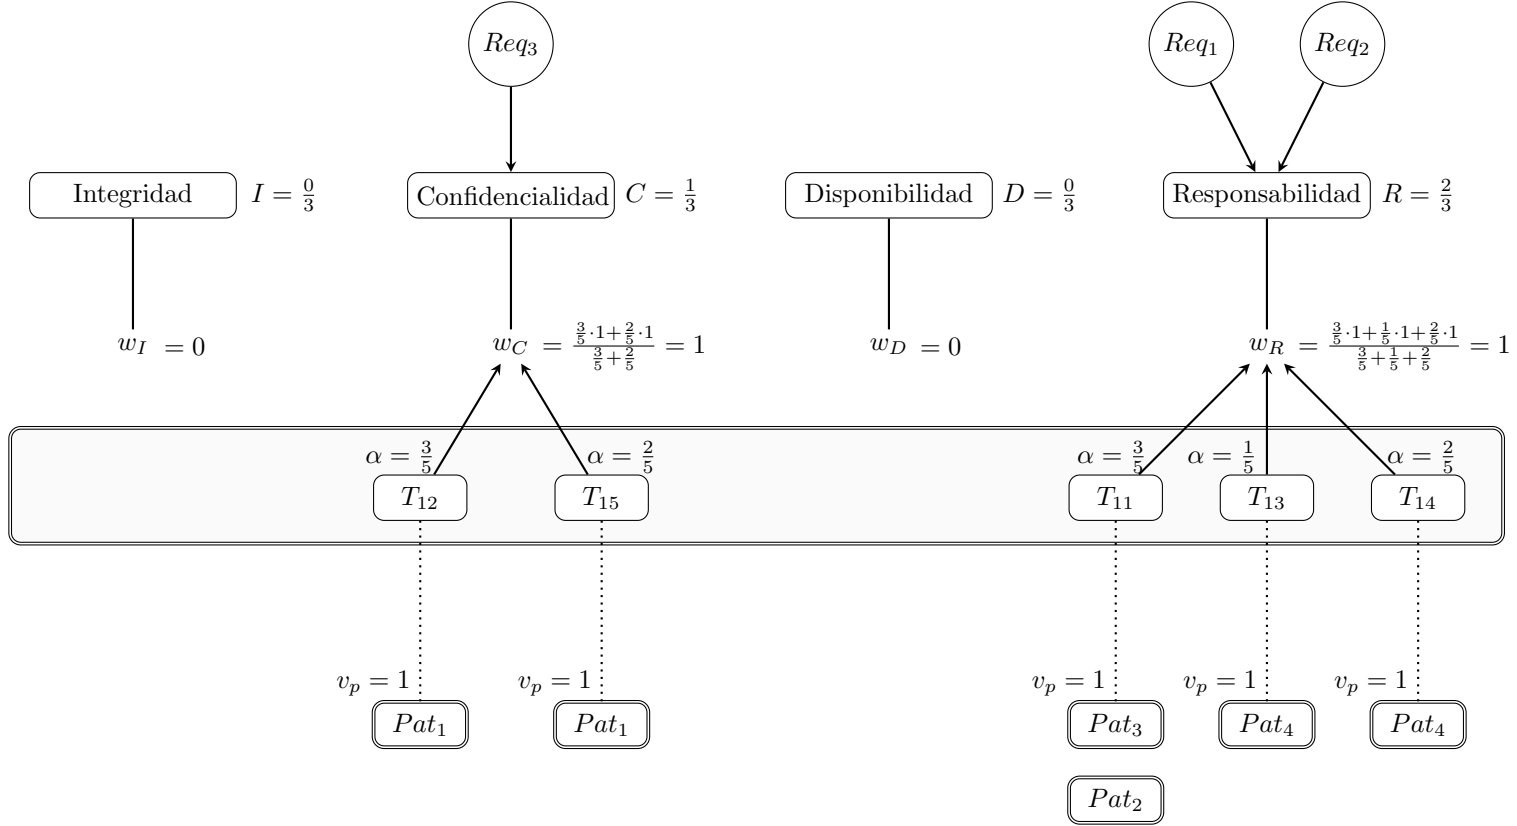 Req₃ Req₁ Req₂
Integridad I = 0/3 Confidencialidad C = 1/3 Disponibilidad D = 0/3 Responsabilidad R = 2/3
w_I = 0 w_C = (3/5·1+2/5·1)/(3/5+2/5) = 1 w_D = 0 w_R = (3/5·1+1/5·1+2/5·1)/(3/5+1/5+2/5) = 1
α = 3/5 α = 2/5 α = 3/5 α = 1/5 α = 2/5
T₁₂ T₁₅ T₁₁ T₁₃ T₁₄
v_p = 1 v_p = 1 v_p = 1 v_p = 1 v_p = 1
Pat₁ Pat₁ Pat₃ Pat₄ Pat₄
Pat₂